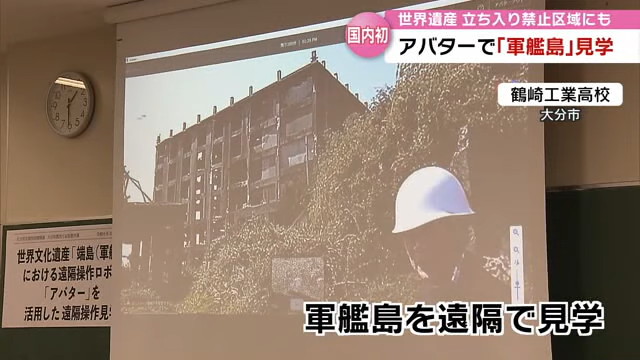 世界遺産 立ち入り禁止区域にも
国内初
アバターで「軍艦島」見学
鶴崎工業高校
大分市
世界文化遺産「端島(軍艦
における遠隔操作ロボ
「アバター」を
活用した遠隔操作見
軍艦島を遠隔で見学